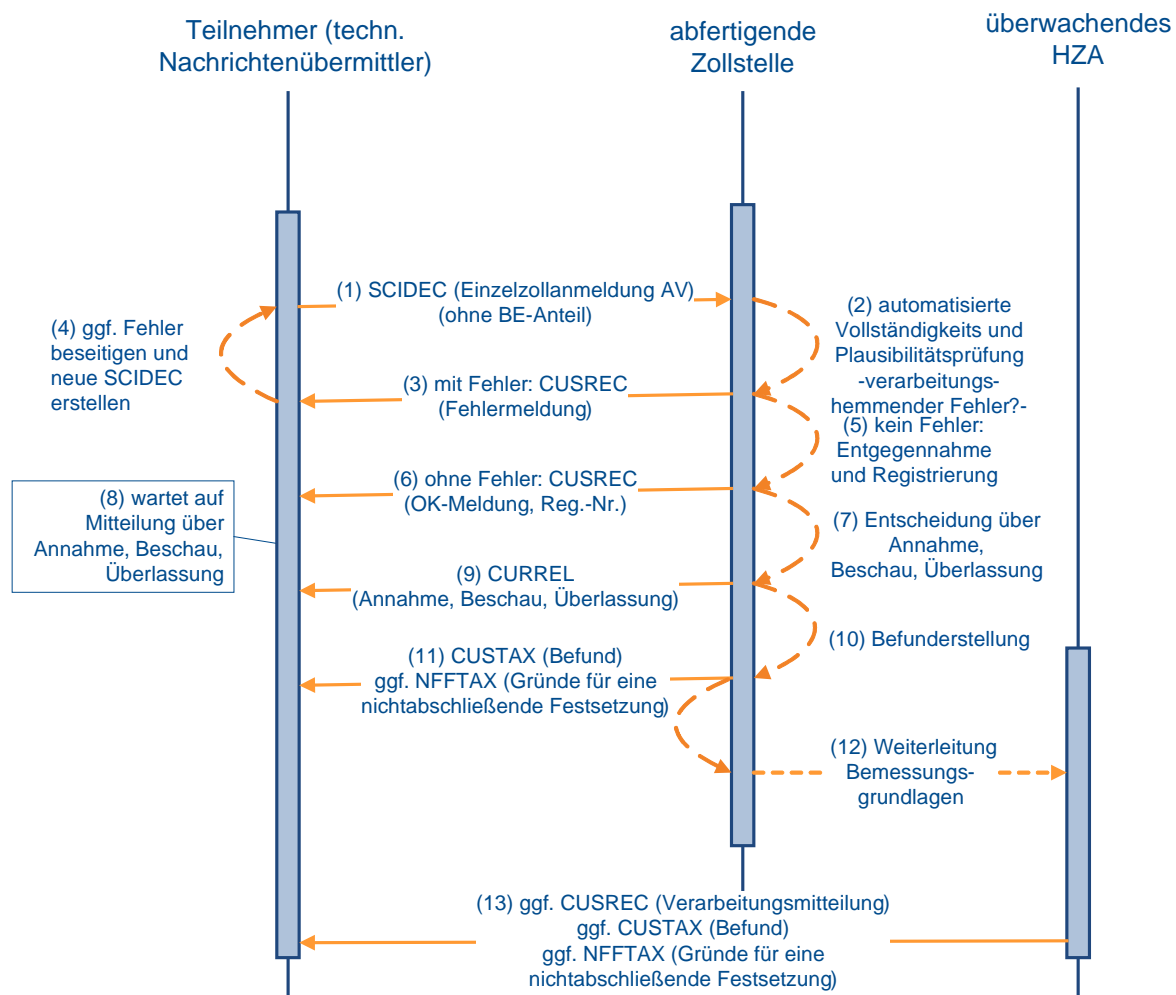 Teilnehmer (techn.
Nachrichtenübermittler)
abfertigende
Zollstelle
überwachendes
HZA
(1) SCIDEC (Einzelzollanmeldung AV)
(ohne BE-Anteil)
(2) automatisierte
Vollständigkeits und
Plausibilitätsprüfung
-verarbeitungs-
hemmender Fehler?-
(4) ggf. Fehler
beseitigen und
neue SCIDEC
erstellen
(3) mit Fehler: CUSREC
(Fehlermeldung)
(5) kein Fehler:
Entgegennahme
und Registrierung
(6) ohne Fehler: CUSREC
(OK-Meldung, Reg.-Nr.)
(8) wartet auf
Mitteilung über
Annahme, Beschau,
Überlassung
(7) Entscheidung über
Annahme,
Beschau, Überlassung
(9) CURREL
(Annahme, Beschau, Überlassung)
(10) Befunderstellung
(11) CUSTAX (Befund)
ggf. NFFTAX (Gründe für eine
nichtabschließende Festsetzung)
(12) Weiterleitung
Bemessungs-
grundlagen
(13) ggf. CUSREC (Verarbeitungsmitteilung)
ggf. CUSTAX (Befund)
ggf. NFFTAX (Gründe für eine
nichtabschließende Festsetzung)